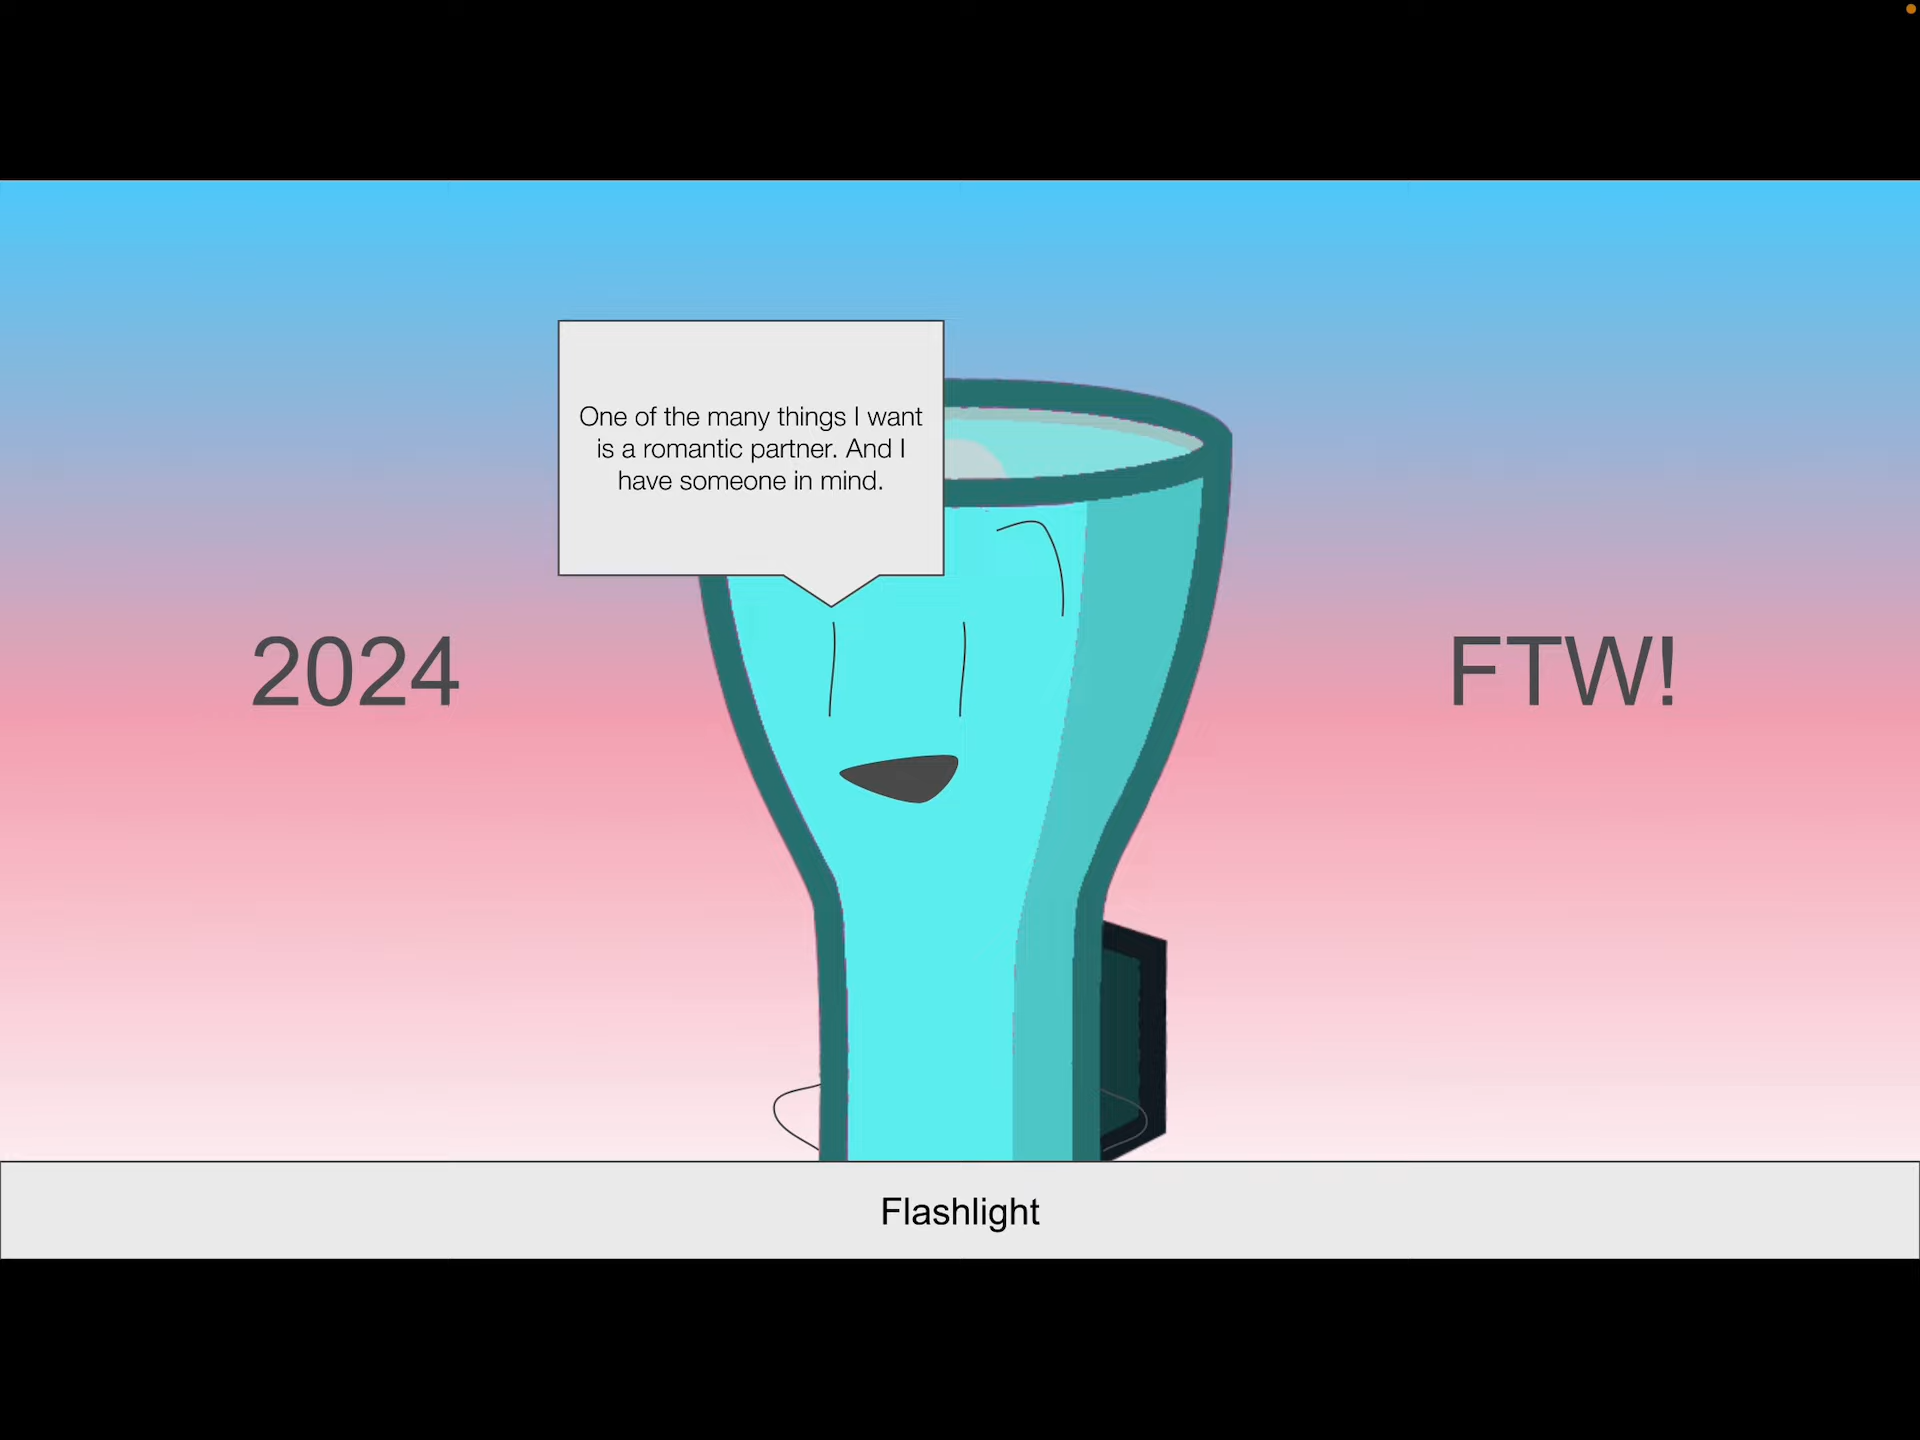 One of the many things I want
is a romantic partner. And I
have someone in mind.
2024
FTW!
Flashlight